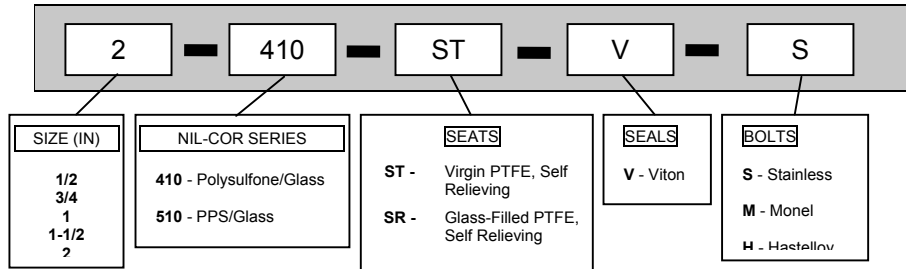 2 - 410 - ST - V - S
SIZE (IN)
1/2
3/4
1
1-1/2
2
NIL-COR SERIES
410 - Polysulfone/Glass
510 - PPS/Glass
SEATS
ST - Virgin PTFE, Self
Relieving
SR - Glass-Filled PTFE,
Self Relieving
SEALS
V - Viton
BOLTS
S - Stainless
M - Monel
H - Hastelloy